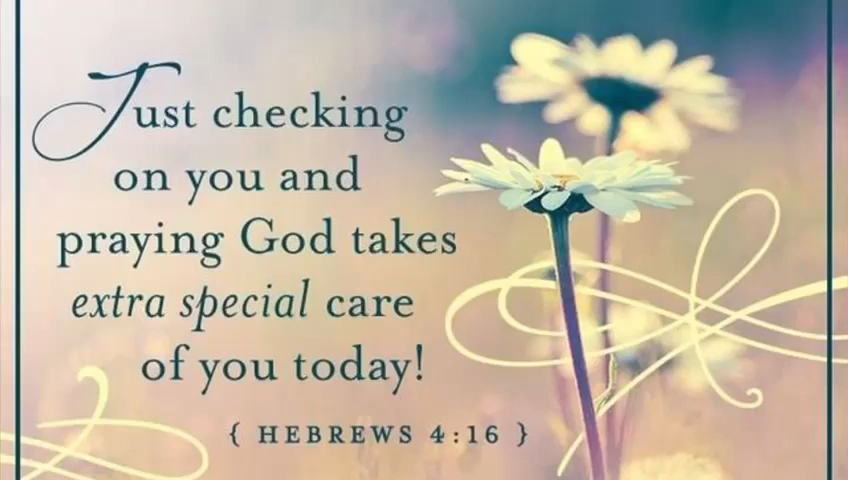 Just checking
on you and
praying God takes
extra special care
of you today!
{ HEBREWS 4:16 }